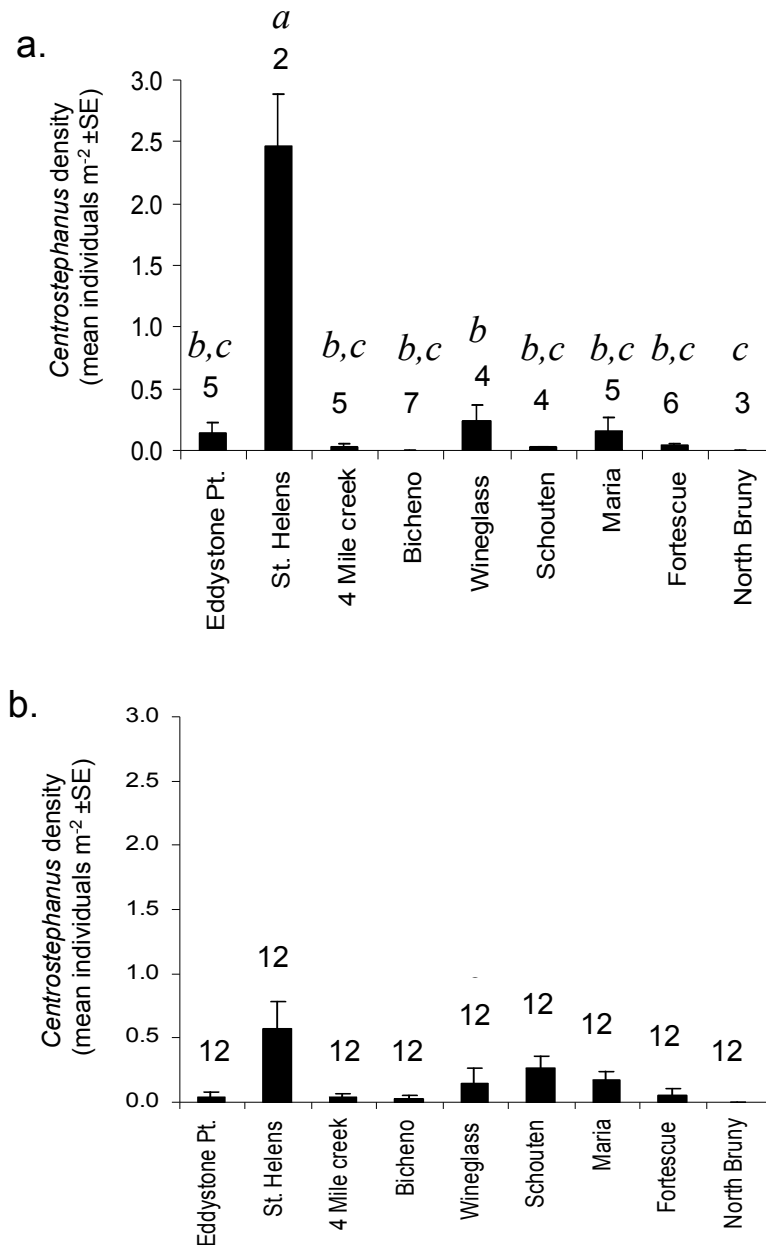 a.
Centrostephanus density
(mean individuals m-2 ±SE)
3.0
2.5
2.0
1.5
1.0
0.5
0.0
a
2
b,c
5
b,c
5
b,c
7
b
4
b,c
4
b,c
5
b,c
6
c
3
Eddystone Pt.
St. Helens
4 Mile creek
Bicheno
Wineglass
Schouten
Maria
Fortescue
North Bruny
b.
Centrostephanus density
(mean individuals m-2 ±SE)
3.0
2.5
2.0
1.5
1.0
0.5
0.0
12
12
12
12
12
12
12
12
12
Eddystone Pt.
St. Helens
4 Mile creek
Bicheno
Wineglass
Schouten
Maria
Fortescue
North Bruny